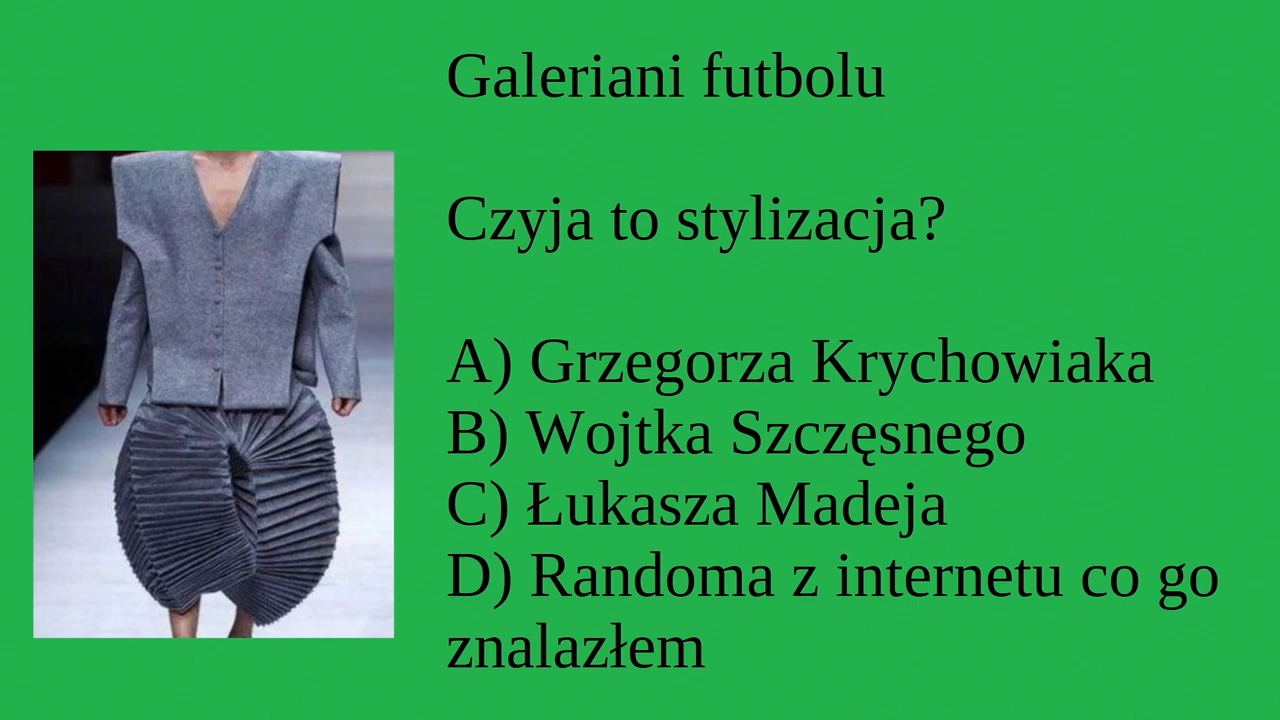 Galeriani futbolu
Czyja to stylizacja?
A) Grzegorza Krychowiaka
B) Wojtka Szczęsnego
C) Łukasza Madeja
D) Randoma z internetu co go
znalazłem